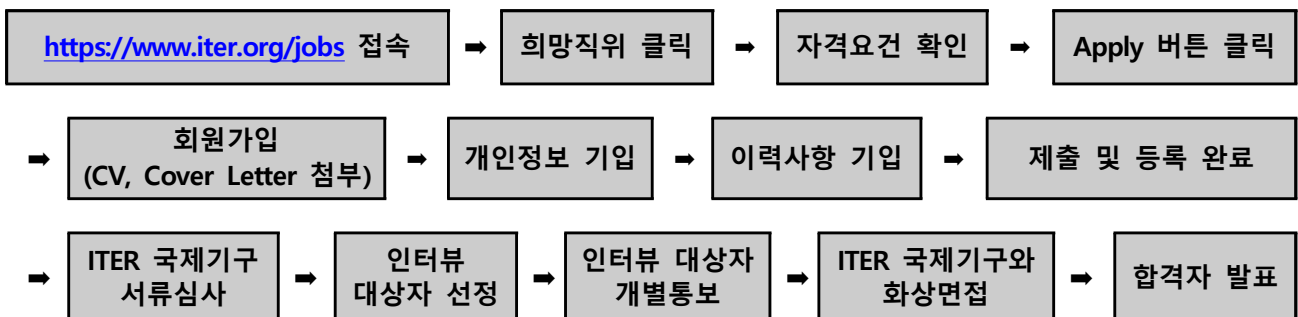 https://www.iter.org/jobs 접속 ➡ 희망직위 클릭 ➡ 자격요건 확인 ➡ Apply 버튼 클릭
➡ 회원가입
(CV, Cover Letter 첨부) ➡ 개인정보 기입 ➡ 이력사항 기입 ➡ 제출 및 등록 완료
➡ ITER 국제기구
서류심사 ➡ 인터뷰
대상자 선정 ➡ 인터뷰 대상자
개별통보 ➡ ITER 국제기구와
화상면접 ➡ 합격자 발표